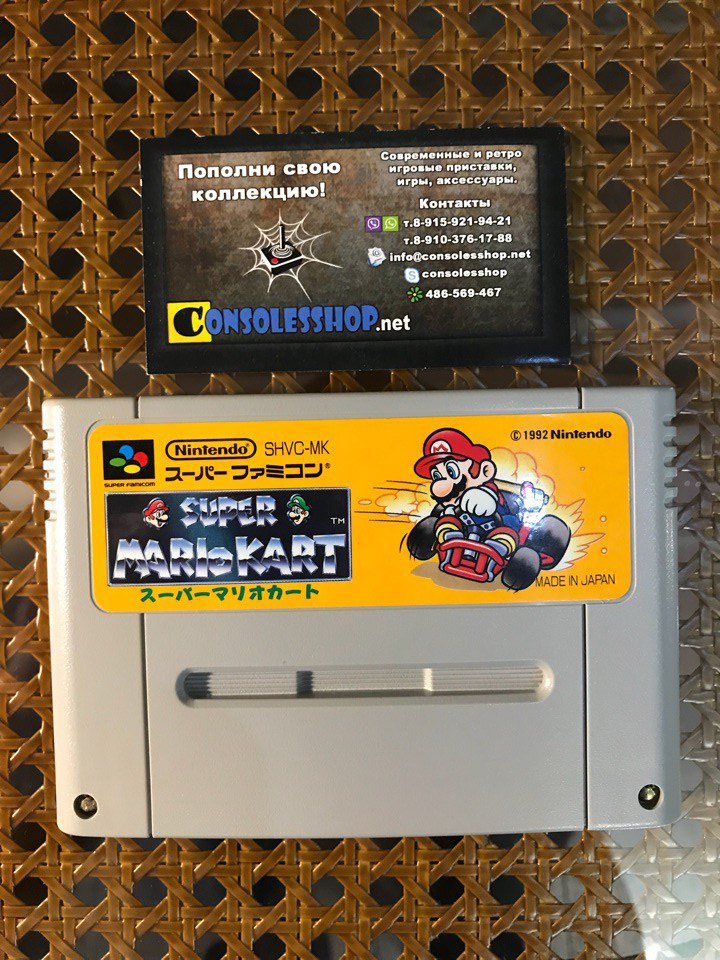 Пополни свою
коллекцию!
CONSOLESSHOP.net
Современные и ретро
игровые приставки,
игры, аксессуары.
Контакты
т.8-915-921-94-21
т.8-910-376-17-88
info@consolesshop.net
consolesshop
486-569-467
SUPER FAMICOM
Nintendo® SHVC-MK
スーパーファミコン®
SUPER
MARIO KART TM
スーパーマリオカート
© 1992 Nintendo
MADE IN JAPAN